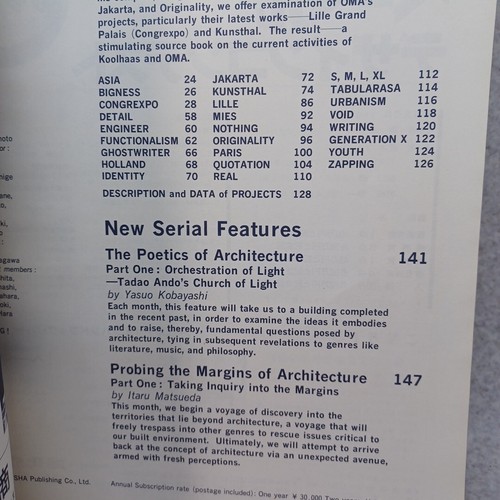 Jakarta, and Originality, we offer examination of OMA's
projects, particularly their latest works—Lille Grand
Palais (Congrexpo) and Kunsthal. The result—a
stimulating source book on the current activities of
Koolhaas and OMA.
ASIA 24 JAKARTA 72 S, M, L, XL 112
BIGNESS 26 KUNSTHAL 74 TABULARASA 114
CONGREXPO 28 LILLE 86 URBANISM 116
DETAIL 58 MIES 92 VOID 118
ENGINEER 60 NOTHING 94 WRITING 120
FUNCTIONALISM 62 ORIGINALITY 96 GENERATION X 122
GHOSTWRITER 66 PARIS 100 YOUTH 124
HOLLAND 68 QUOTATION 104 ZAPPING 126
IDENTITY 70 REAL 110
DESCRIPTION and DATA of PROJECTS 128
New Serial Features
The Poetics of Architecture 141
Part One: Orchestration of Light
—Tadao Ando's Church of Light
by Yasuo Kobayashi
Each month, this feature will take us to a building completed
in the recent past, in order to examine the ideas it embodies
and to raise, thereby, fundamental questions posed by
architecture, tying in subsequent revelations to genres like
literature, music, and philosophy.
Probing the Margins of Architecture 147
Part One: Taking Inquiry into the Margins
by Itaru Matsueda
This month, we begin a voyage of discovery into the
territories that lie beyond architecture, a voyage that will
freely trespass into other genres to rescue issues critical to
our built environment. Ultimately, we will attempt to arrive
back at the concept of architecture via an unexpected avenue,
armed with fresh perceptions.
SHA Publishing Co., Ltd. Annual Subscription rate (postage included): One year ¥ 30,000 Two